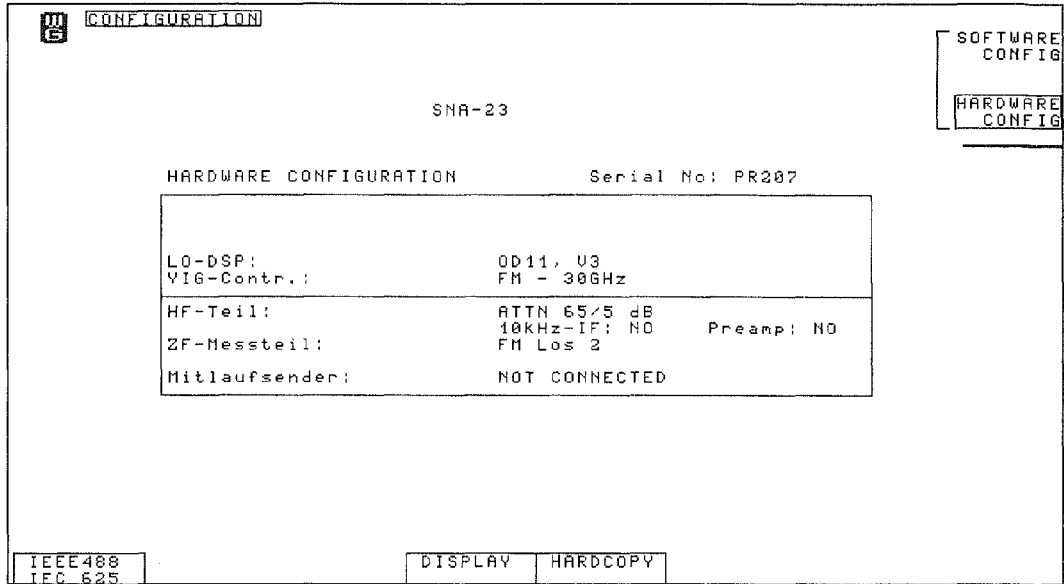 CONFIGURATION
SOFTWARE
CONFIG
SNA-23
HARDWARE
CONFIG
HARDWARE CONFIGURATION Serial No: PR207
LO-DSP: OD11, V3
YIG-Contr.: FM - 30GHz
HF-Teil: ATTN 65/5 dB
10kHz-IF: NO Preamp: NO
ZF-Messteil: FM Los 2
Mitlaufsender: NOT CONNECTED
IEEE488
IEC 625
DISPLAY HARDCOPY